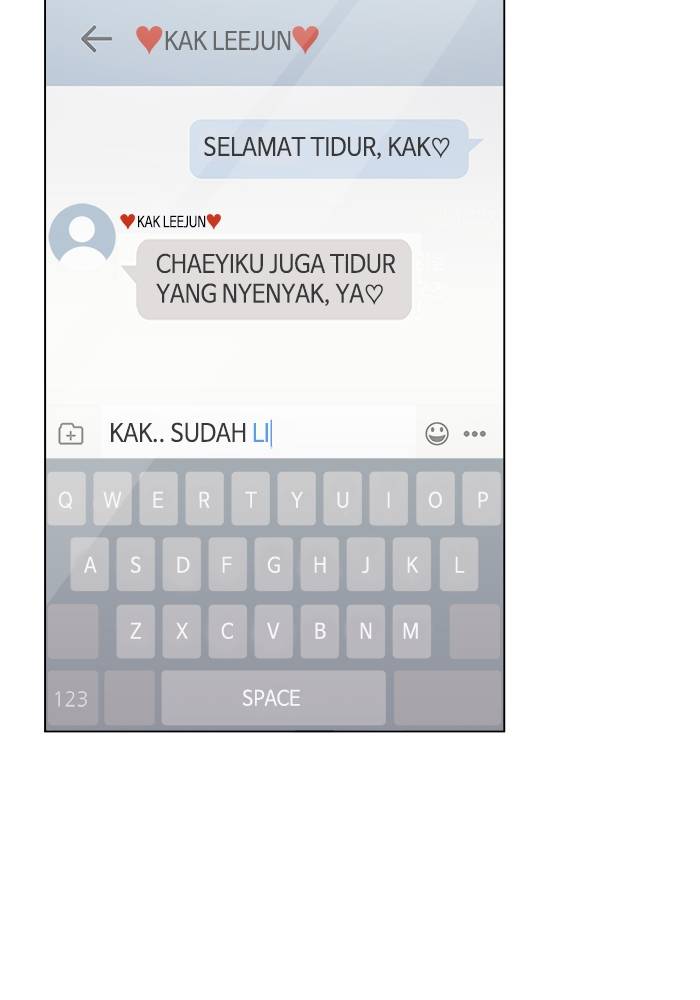 ❤KAK LEEJUN❤
SELAMAT TIDUR, KAK♡
❤KAK LEEJUN❤
CHAEYIKU JUGA TIDUR
YANG NYENYAK, YA♡
KAK.. SUDAH LI
Q W E R T Y U I O P
A S D F G H J K L
Z X C V B N M
123 SPACE